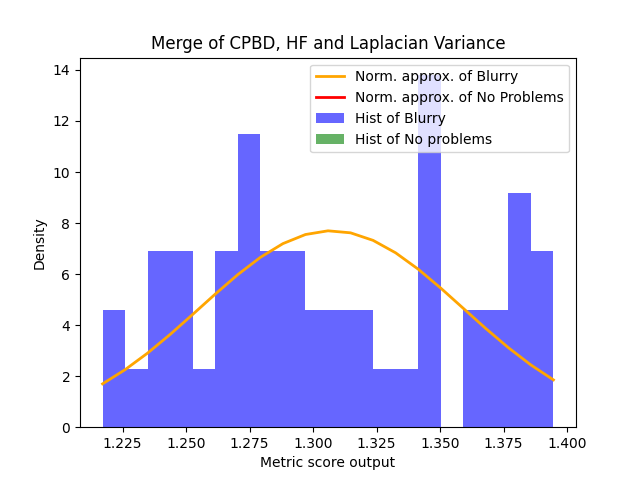 Merge of CPBD, HF and Laplacian Variance
Norm. approx. of Blurry
Norm. approx. of No Problems
Hist of Blurry
Hist of No problems
Density
14
12
10
8
6
4
2
0
1.225 1.250 1.275 1.300 1.325 1.350 1.375 1.400
Metric score output